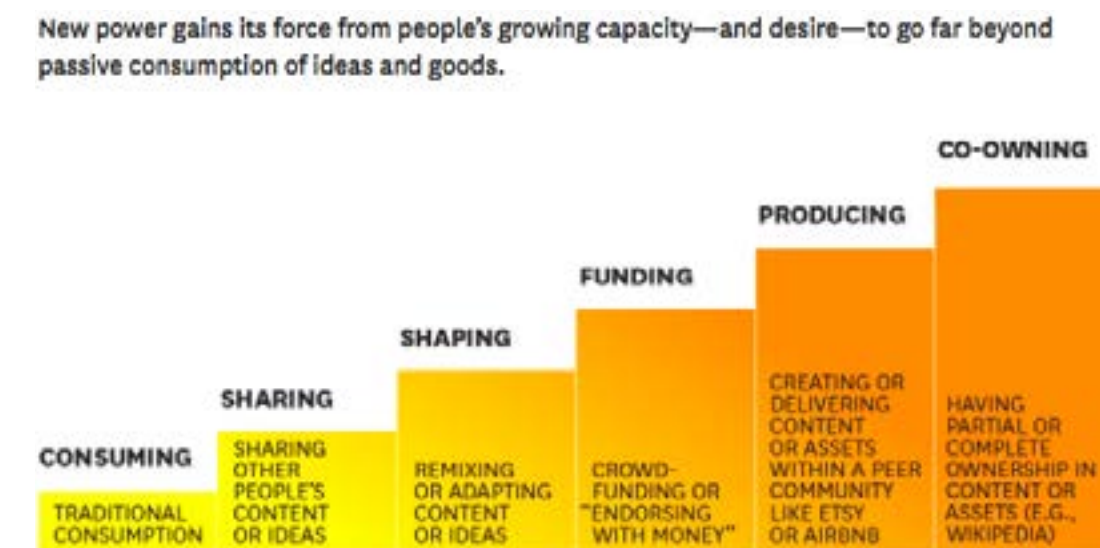 New power gains its force from people's growing capacity—and desire—to go far beyond
passive consumption of ideas and goods.
CONSUMING
TRADITIONAL
CONSUMPTION
SHARING
SHARING
OTHER
PEOPLE'S
CONTENT
OR IDEAS
SHAPING
REMIXING
OR ADAPTING
CONTENT
OR IDEAS
FUNDING
CROWD-
FUNDING OR
"ENDORSING
WITH MONEY"
PRODUCING
CREATING OR
DELIVERING
CONTENT
OR ASSETS
WITHIN A PEER
COMMUNITY
LIKE ETSY
OR AIRBNB
CO-OWNING
HAVING
PARTIAL OR
COMPLETE
OWNERSHIP IN
CONTENT OR
ASSETS (E.G.,
WIKIPEDIA)